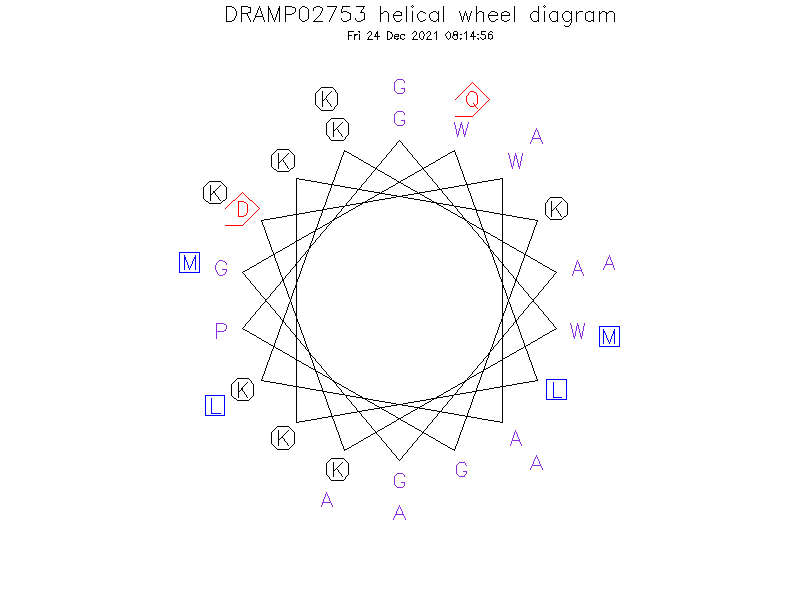 DRAMP02753 helical wheel diagram
Fri 24 Dec 2021 08:14:56
G
K Q
G
K W A
K W
K D K
M G A A
P W M
K L
L
K A
K G A
G
A A